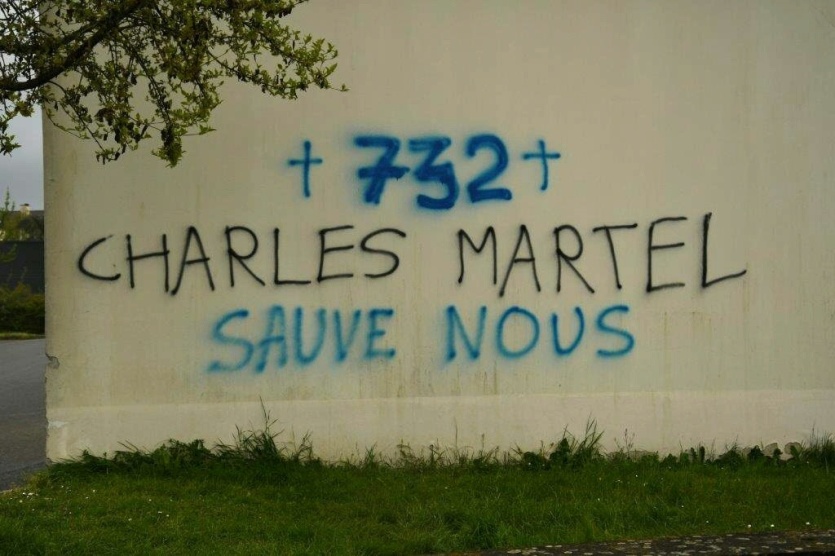 † 732 †
CHARLES MARTEL
SAUVE NOUS